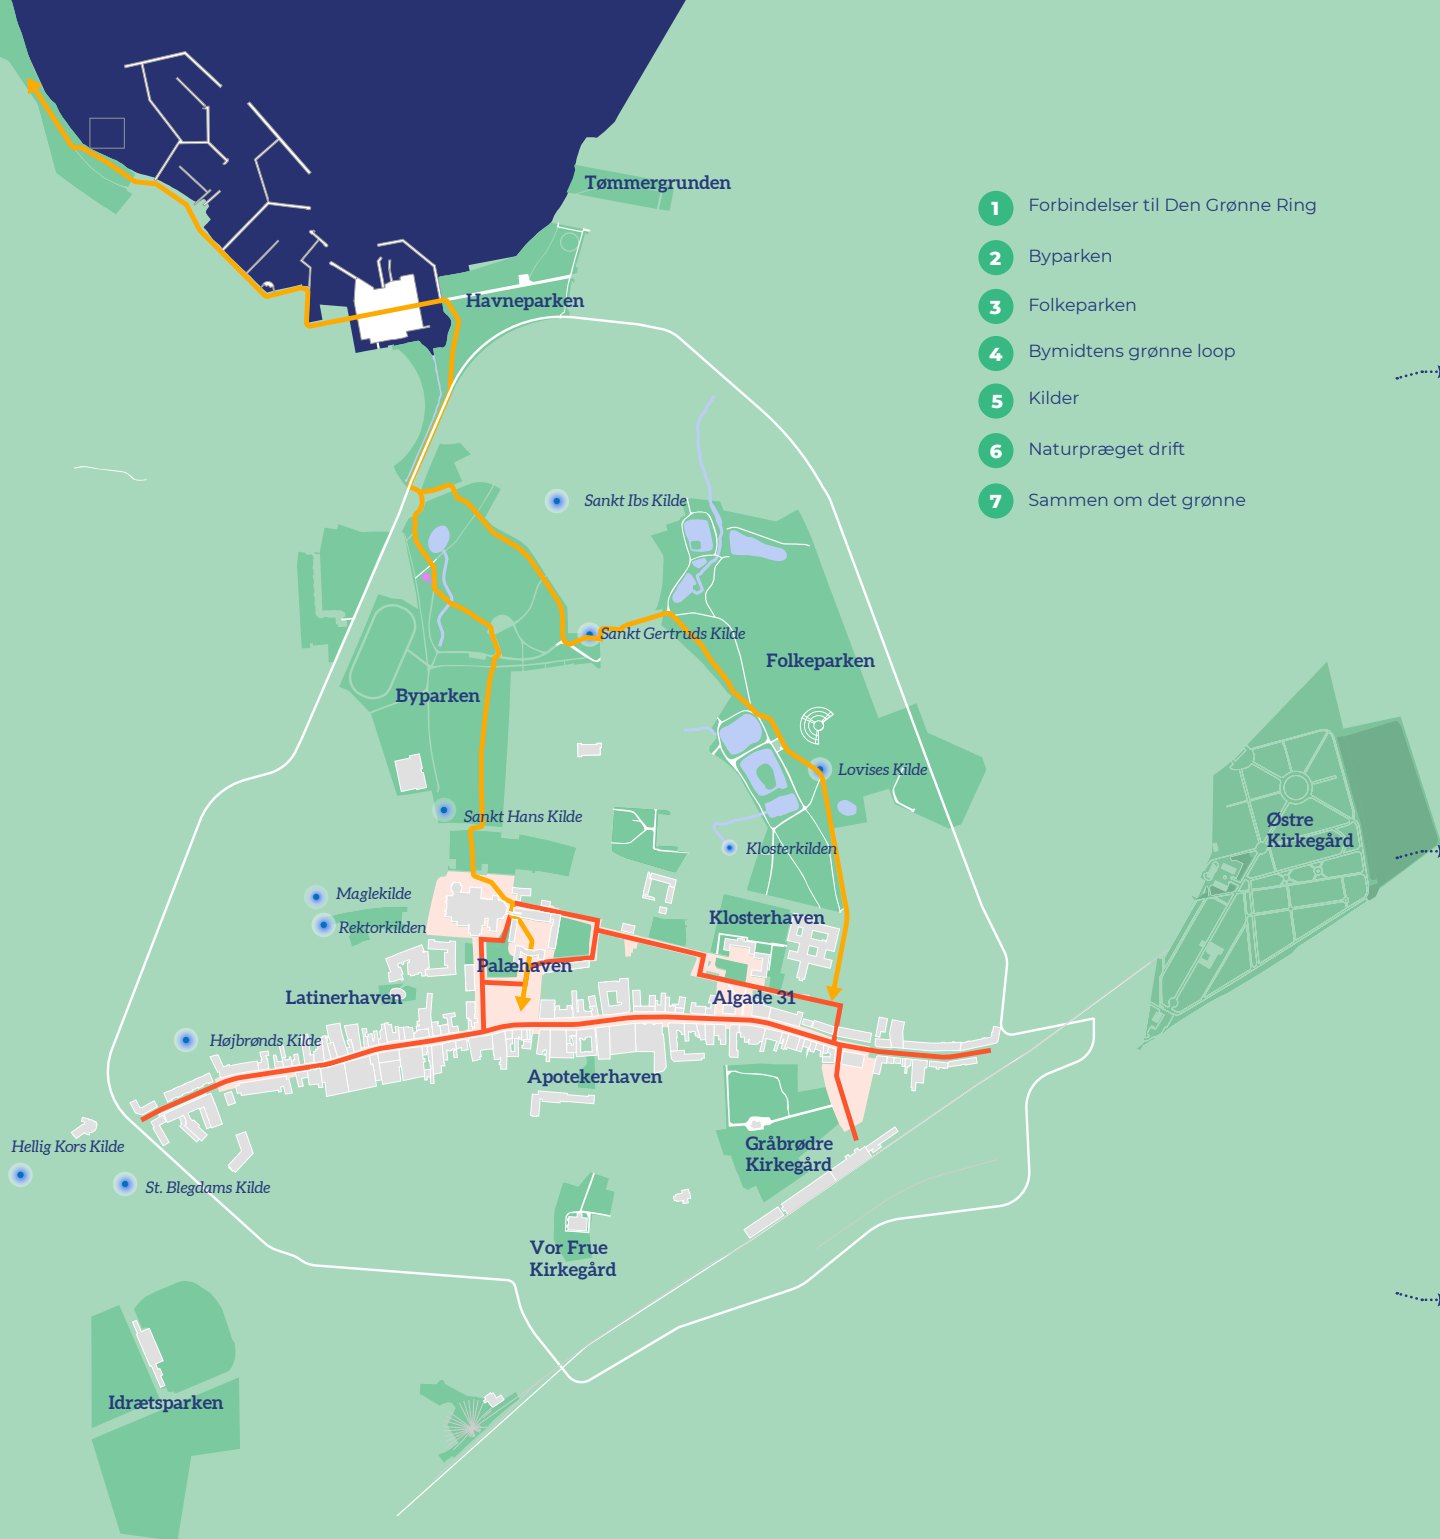 Tømmergrunden
1 Forbindelser til Den Grønne Ring
2 Byparken
3 Folkeparken
4 Bymidtens grønne loop
5 Kilder
6 Naturpræget drift
7 Sammen om det grønne
Havneparken
Sankt Ibs Kilde
Sankt Gertruds Kilde
Folkeparken
Byparken
Lovises Kilde
Sankt Hans Kilde
Østre
Kirkegård
Klosterkilden
Maglekilde
Rektorkilden
Klosterhaven
Palæhaven
Latinerhaven
Algade 31
Højbrønds Kilde
Apotekerhaven
Hellig Kors Kilde
Gråbrødre
Kirkegård
St. Blegdams Kilde
Vor Frue
Kirkegård
Idrætsparken